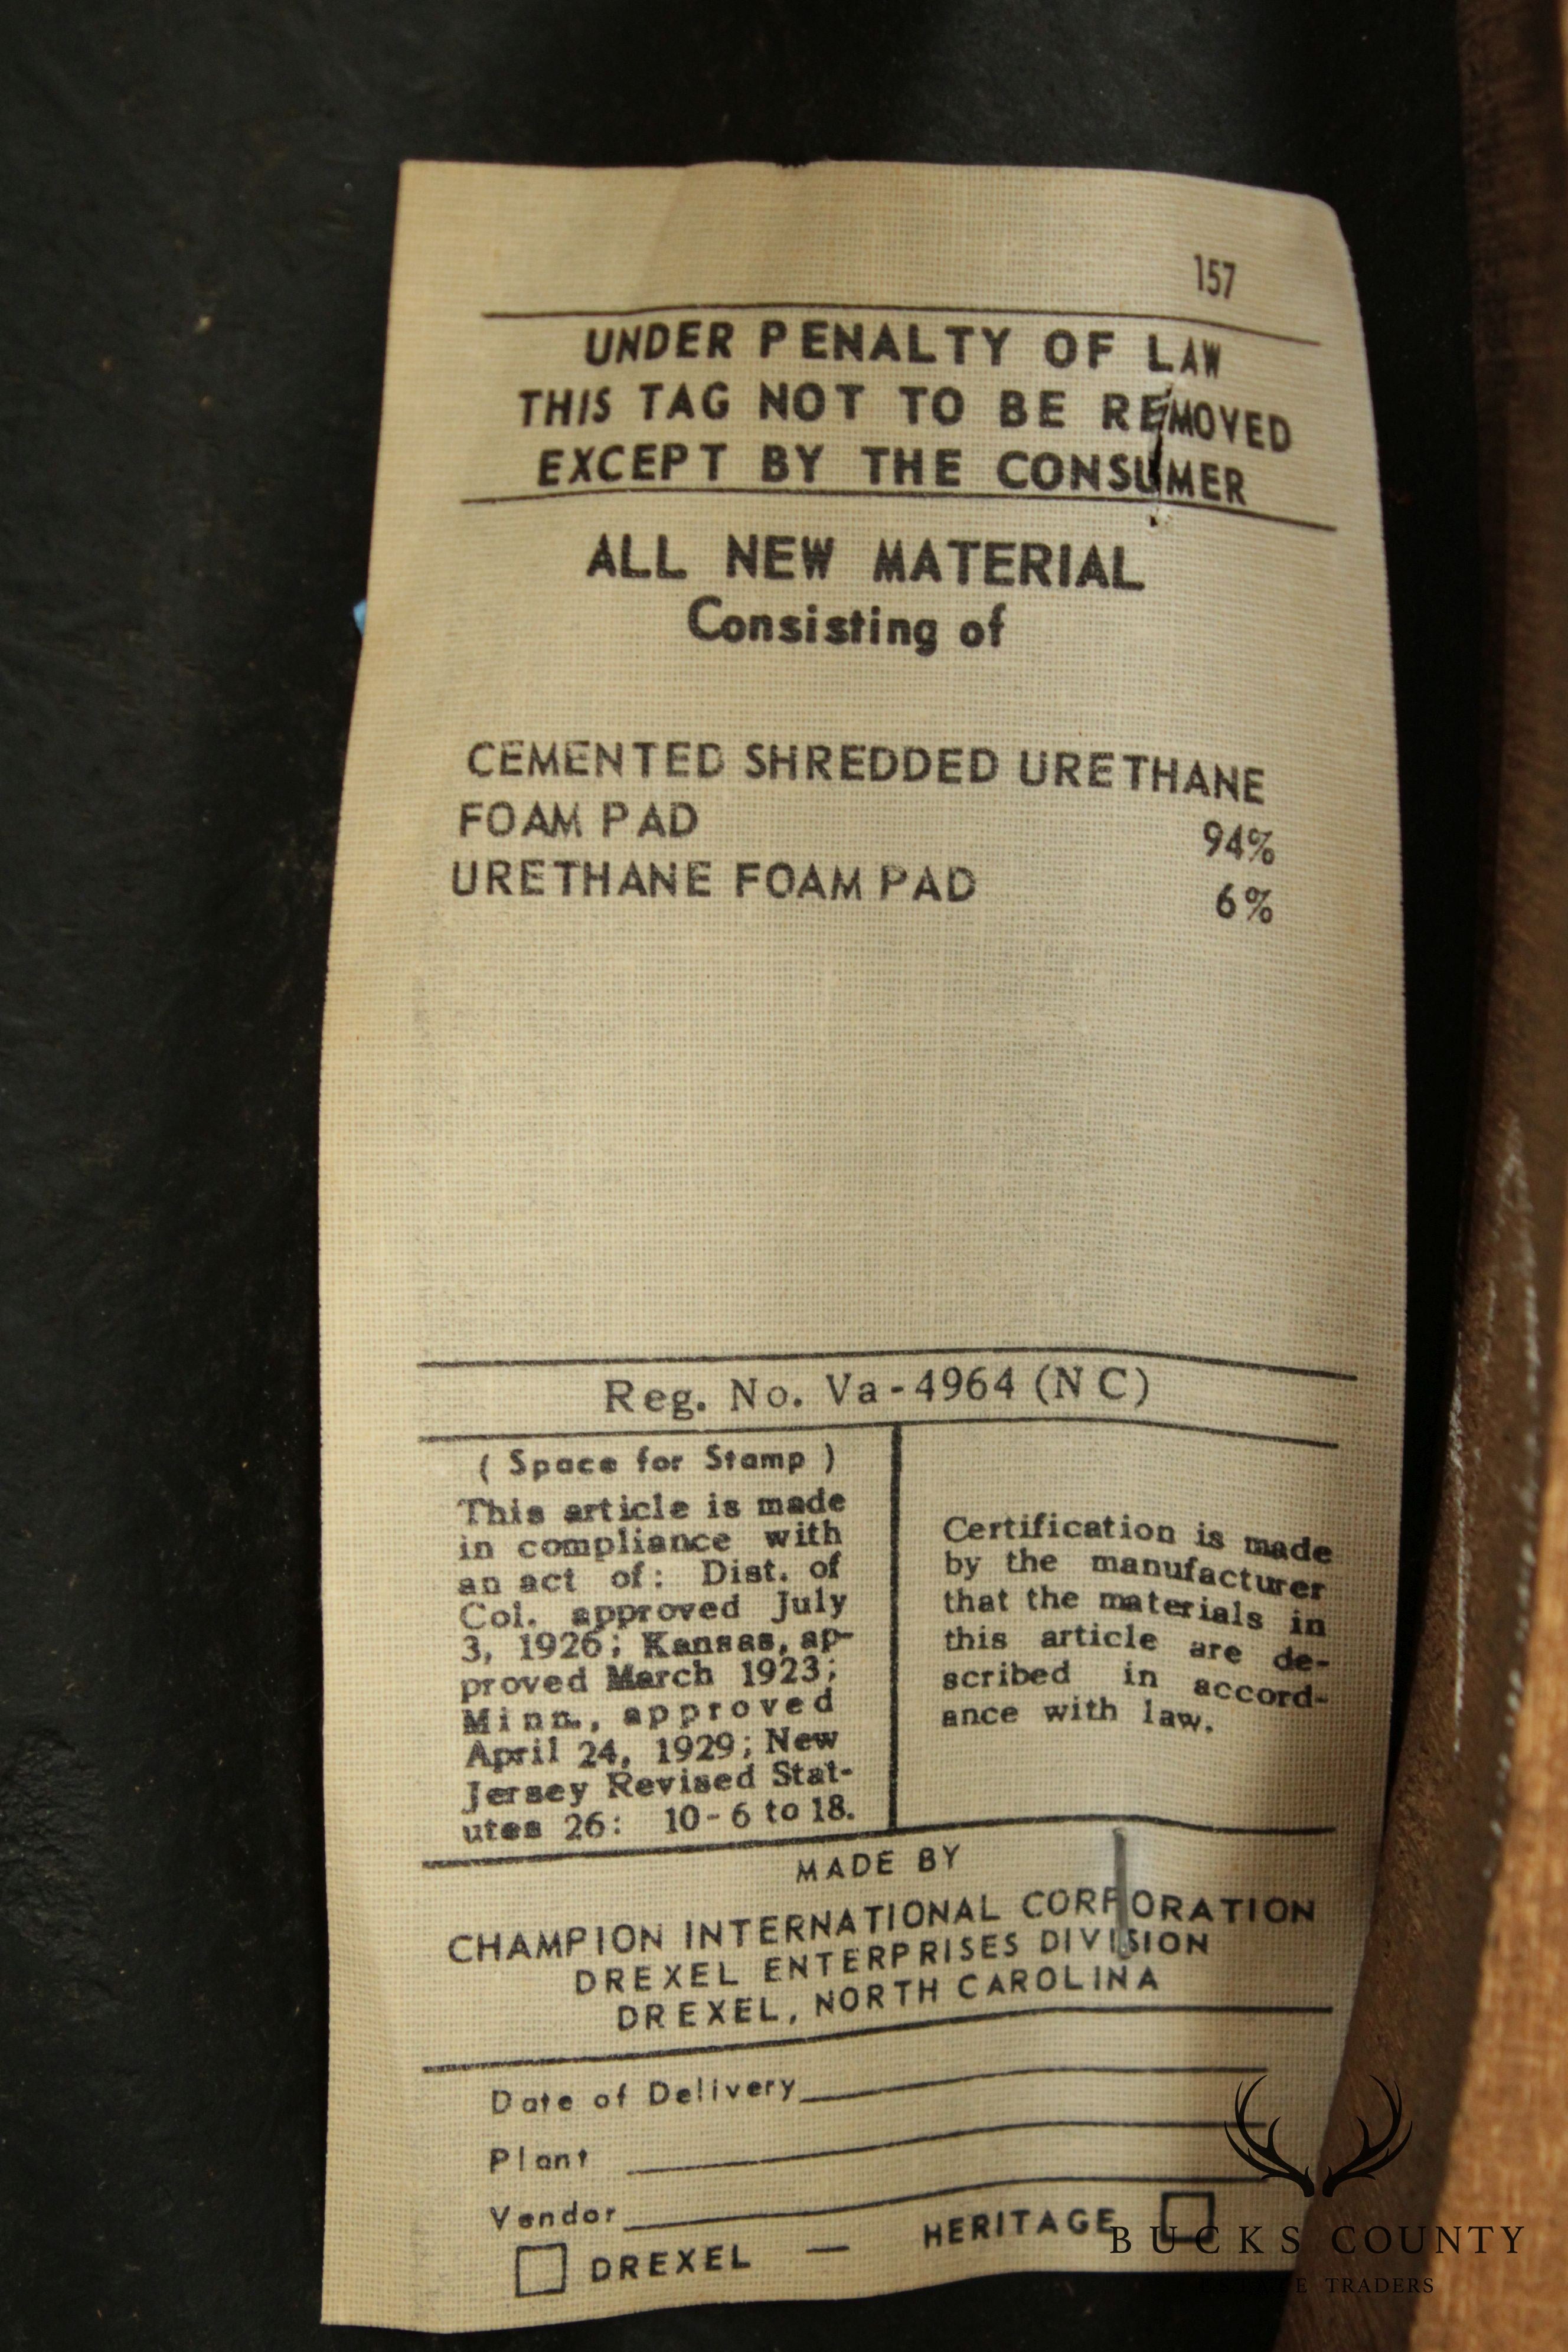 157
UNDER PENALTY OF LAW
THIS TAG NOT TO BE REMOVED
EXCEPT BY THE CONSUMER
ALL NEW MATERIAL
Consisting of
CEMENTED SHREDDED URETHANE
FOAM PAD 94%
URETHANE FOAM PAD 6%
Reg. No. Va-4964 (NC)
( Space for Stamp )
This article is made
in compliance with
an act of: Dist. of
Col. approved July
3, 1926; Kansas, ap-
proved March 1923;
Minn., approved
April 24, 1929; New
Jersey Revised Stat-
utes 26: 10-6 to 18.
Certification is made
by the manufacturer
that the materials in
this article are de-
scribed in accord-
ance with law.
MADE BY
CHAMPION INTERNATIONAL CORPORATION
DREXEL ENTERPRISES DIVISION
DREXEL, NORTH CAROLINA
Date of Delivery
Plant
Vendor
DREXEL — HERITAGE
BUCKS COUNTY
TRADERS